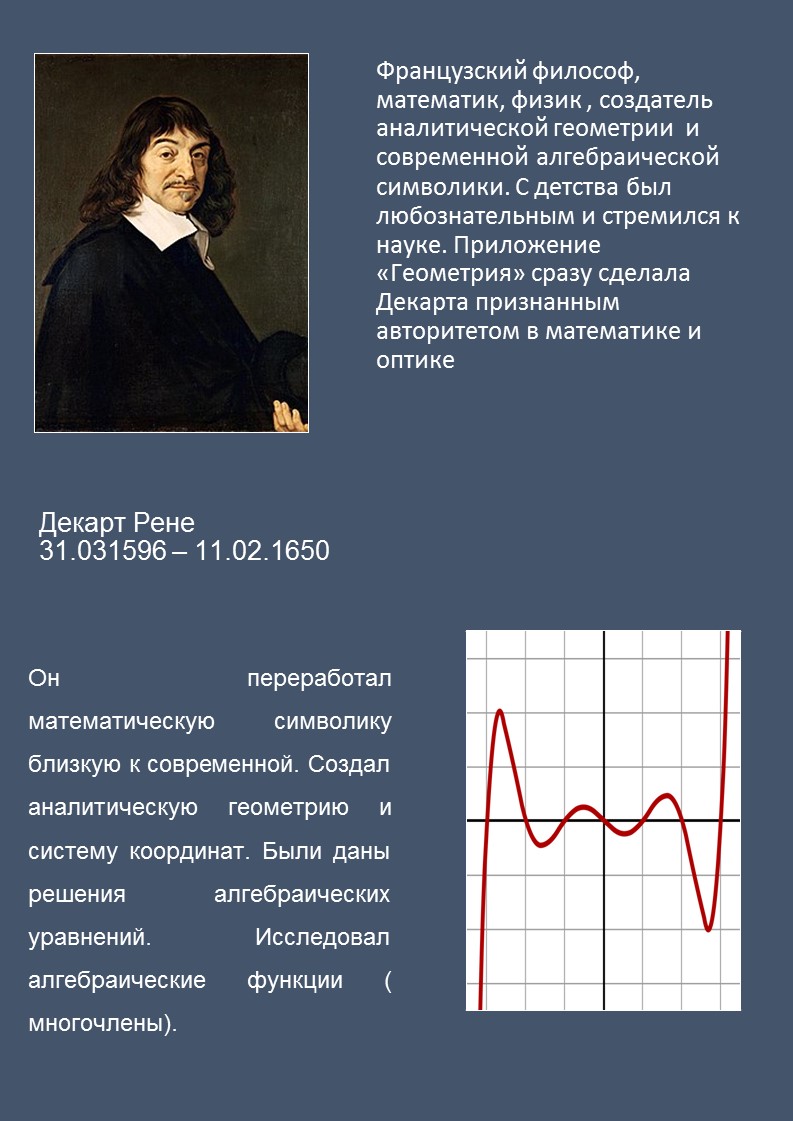 Французский философ,
математик, физик , создатель
аналитической геометрии и
современной алгебраической
символики. С детства был
любознательным и стремился к
науке. Приложение
«Геометрия» сразу сделала
Декарта признанным
авторитетом в математике и
оптике
Декарт Рене
31.031596 – 11.02.1650
Он переработал
математическую символику
близкую к современной. Создал
аналитическую геометрию и
систему координат. Были даны
решения алгебраических
уравнений. Исследовал
алгебраические функции (
многочлены).